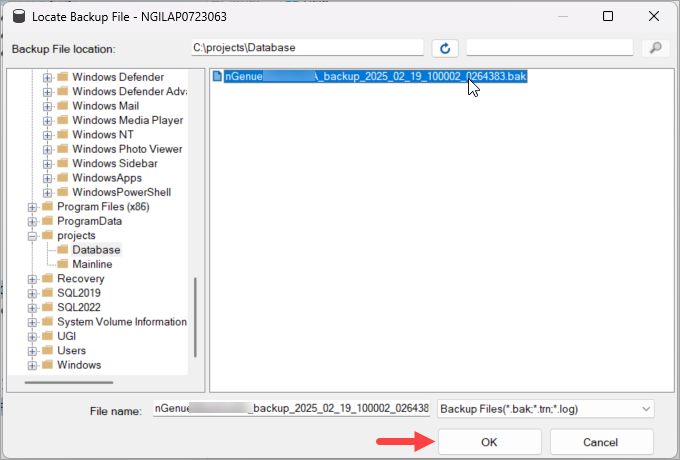 Locate Backup File - NGILAP0723063
Backup File location:
C:\projects\Database
Windows Defender
Windows Defender Adva
Windows Mail
Windows Media Player
Windows NT
Windows Photo Viewer
Windows Sidebar
WindowsApps
WindowsPowerShell
Program Files (x86)
ProgramData
projects
Database
Mainline
Recovery
SQL2019
SQL2022
System Volume Information
UGI
Users
Windows
nGenue _backup_2025_02_19_100002_0264383.bak
File name:
nGenue _backup_2025_02_19_100002_026438
Backup Files(*.bak;*.trn;*.log)
OK
Cancel